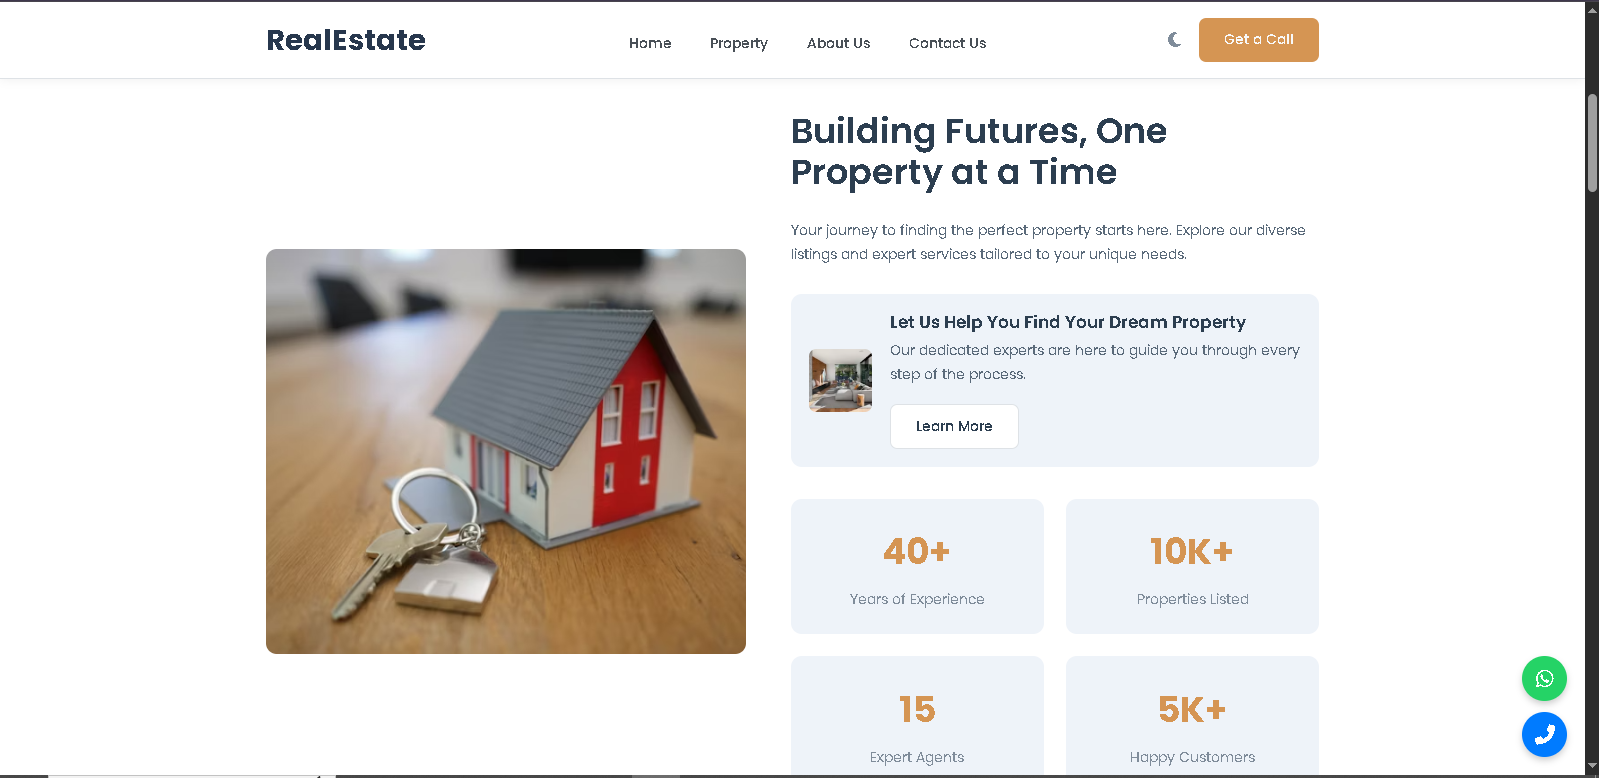 RealEstate
Home
Property
About Us
Contact Us
Get a Call
Building Futures, One
Property at a Time
Your journey to finding the perfect property starts here. Explore our diverse
listings and expert services tailored to your unique needs.
Let Us Help You Find Your Dream Property
Our dedicated experts are here to guide you through every
step of the process.
Learn More
40+
Years of Experience
10K+
Properties Listed
15
Expert Agents
5K+
Happy Customers